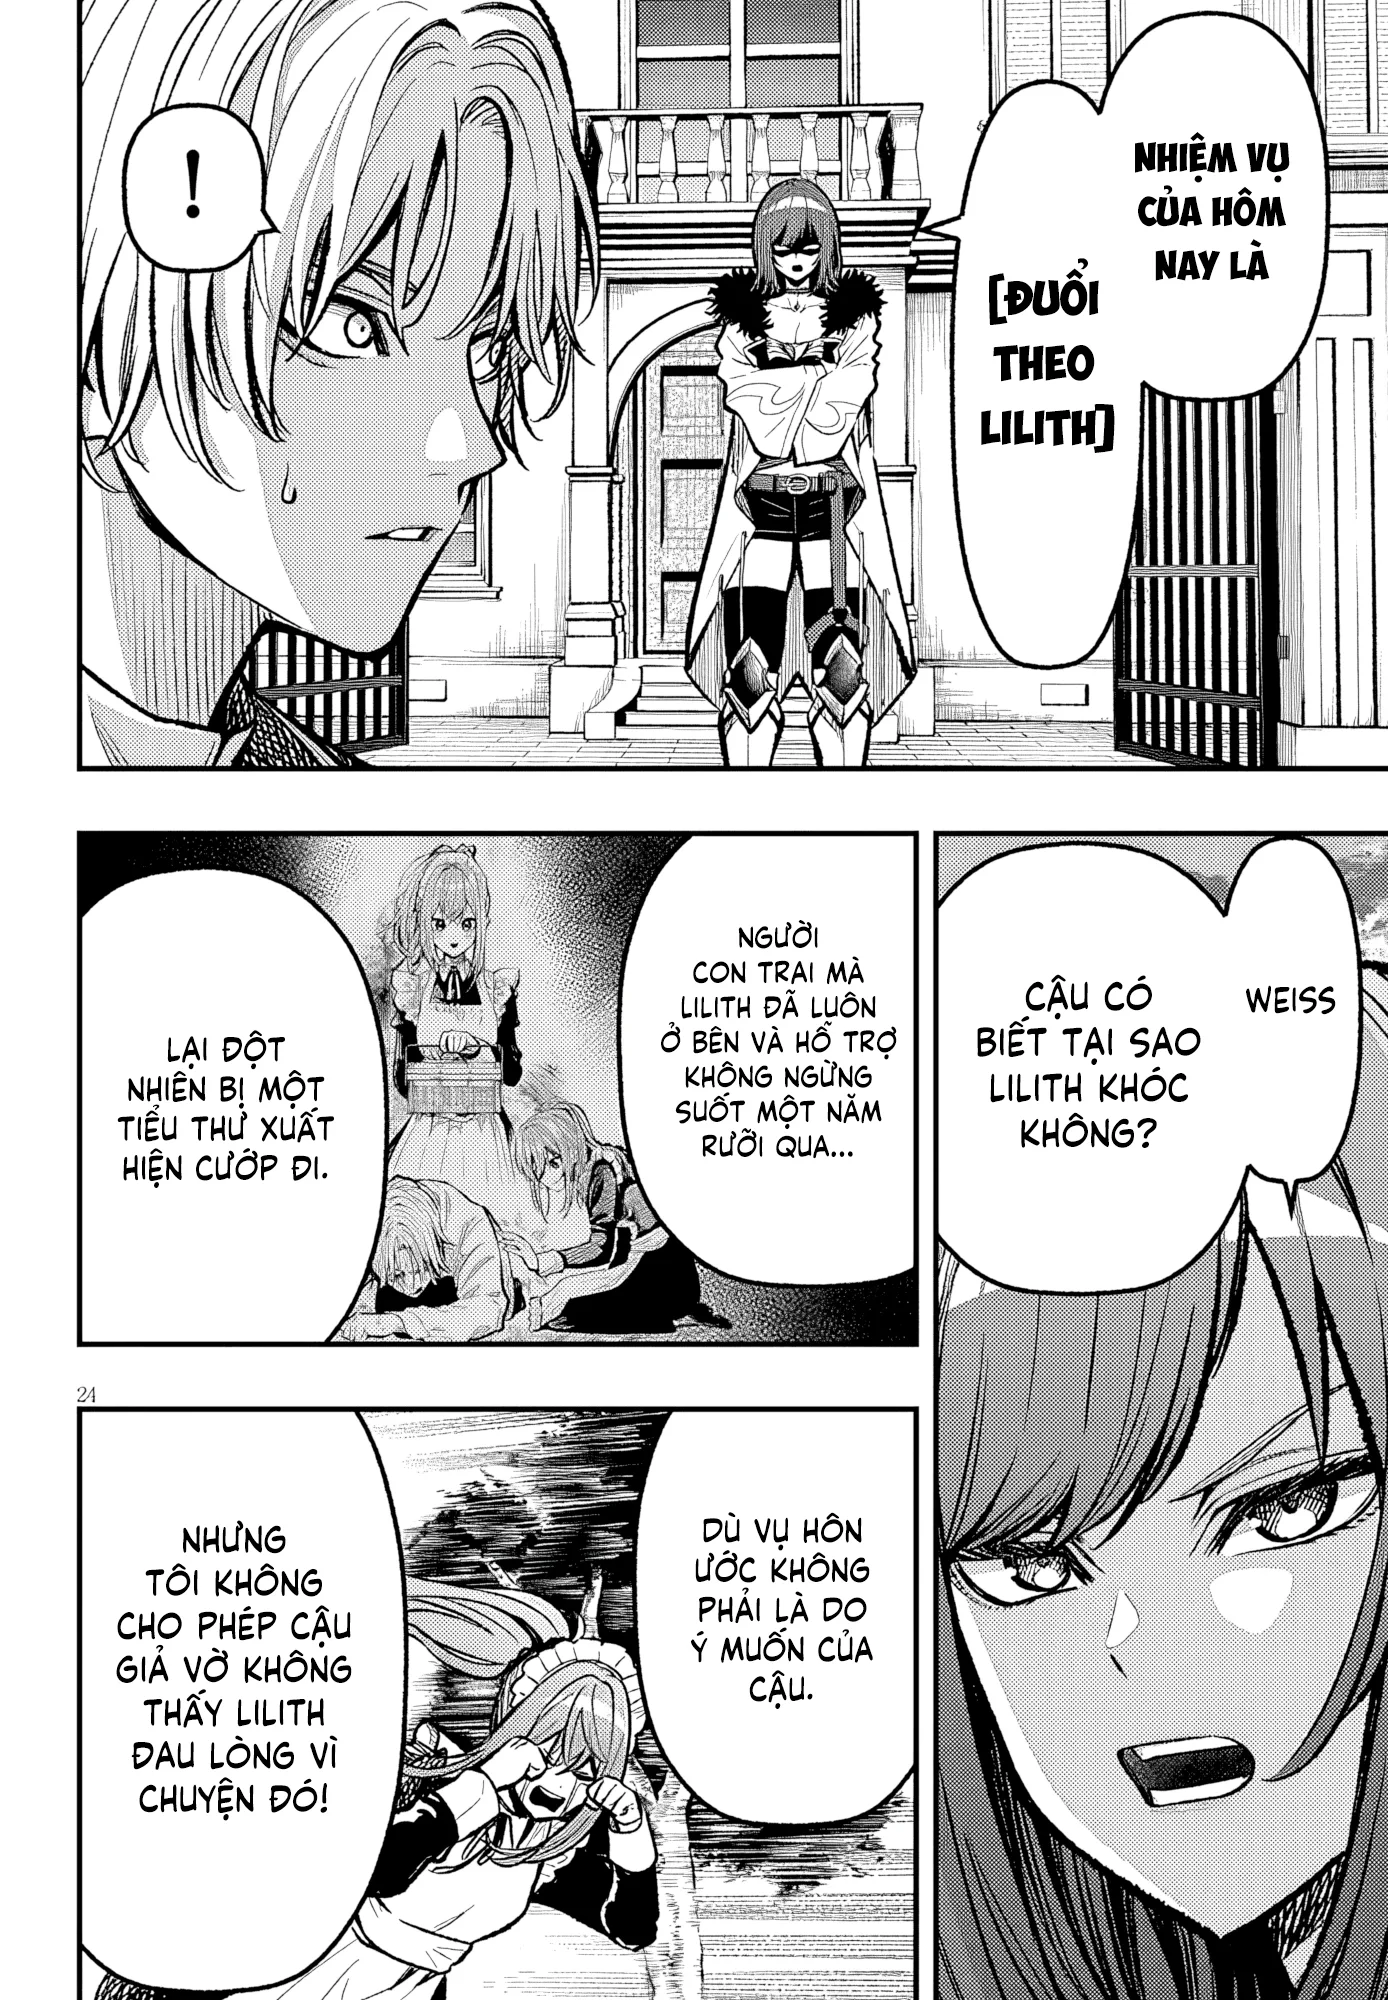 NHIỆM VỤ
CỦA HÔM
NAY LÀ
[ĐUỔI
THEO
LILITH]
!
WEISS
CẬU CÓ
BIẾT TẠI SAO
LILITH KHÓC
KHÔNG?
NGƯỜI
CON TRAI MÀ
LILITH ĐÃ LUÔN
Ở BÊN VÀ HỖ TRỢ
KHÔNG NGỪNG
SUỐT MỘT NĂM
RƯỠI QUA...
LẠI ĐỘT
NHIÊN BỊ MỘT
TIỂU THƯ XUẤT
HIỆN CƯỚP ĐI.
24
DÙ VỤ HÔN
ƯỚC KHÔNG
PHẢI LÀ DO
Ý MUỐN CỦA
CẬU.
NHƯNG
TÔI KHÔNG
CHO PHÉP CẬU
GIẢ VỜ KHÔNG
THẤY LILITH
ĐAU LÒNG VÌ
CHUYỆN ĐÓ!